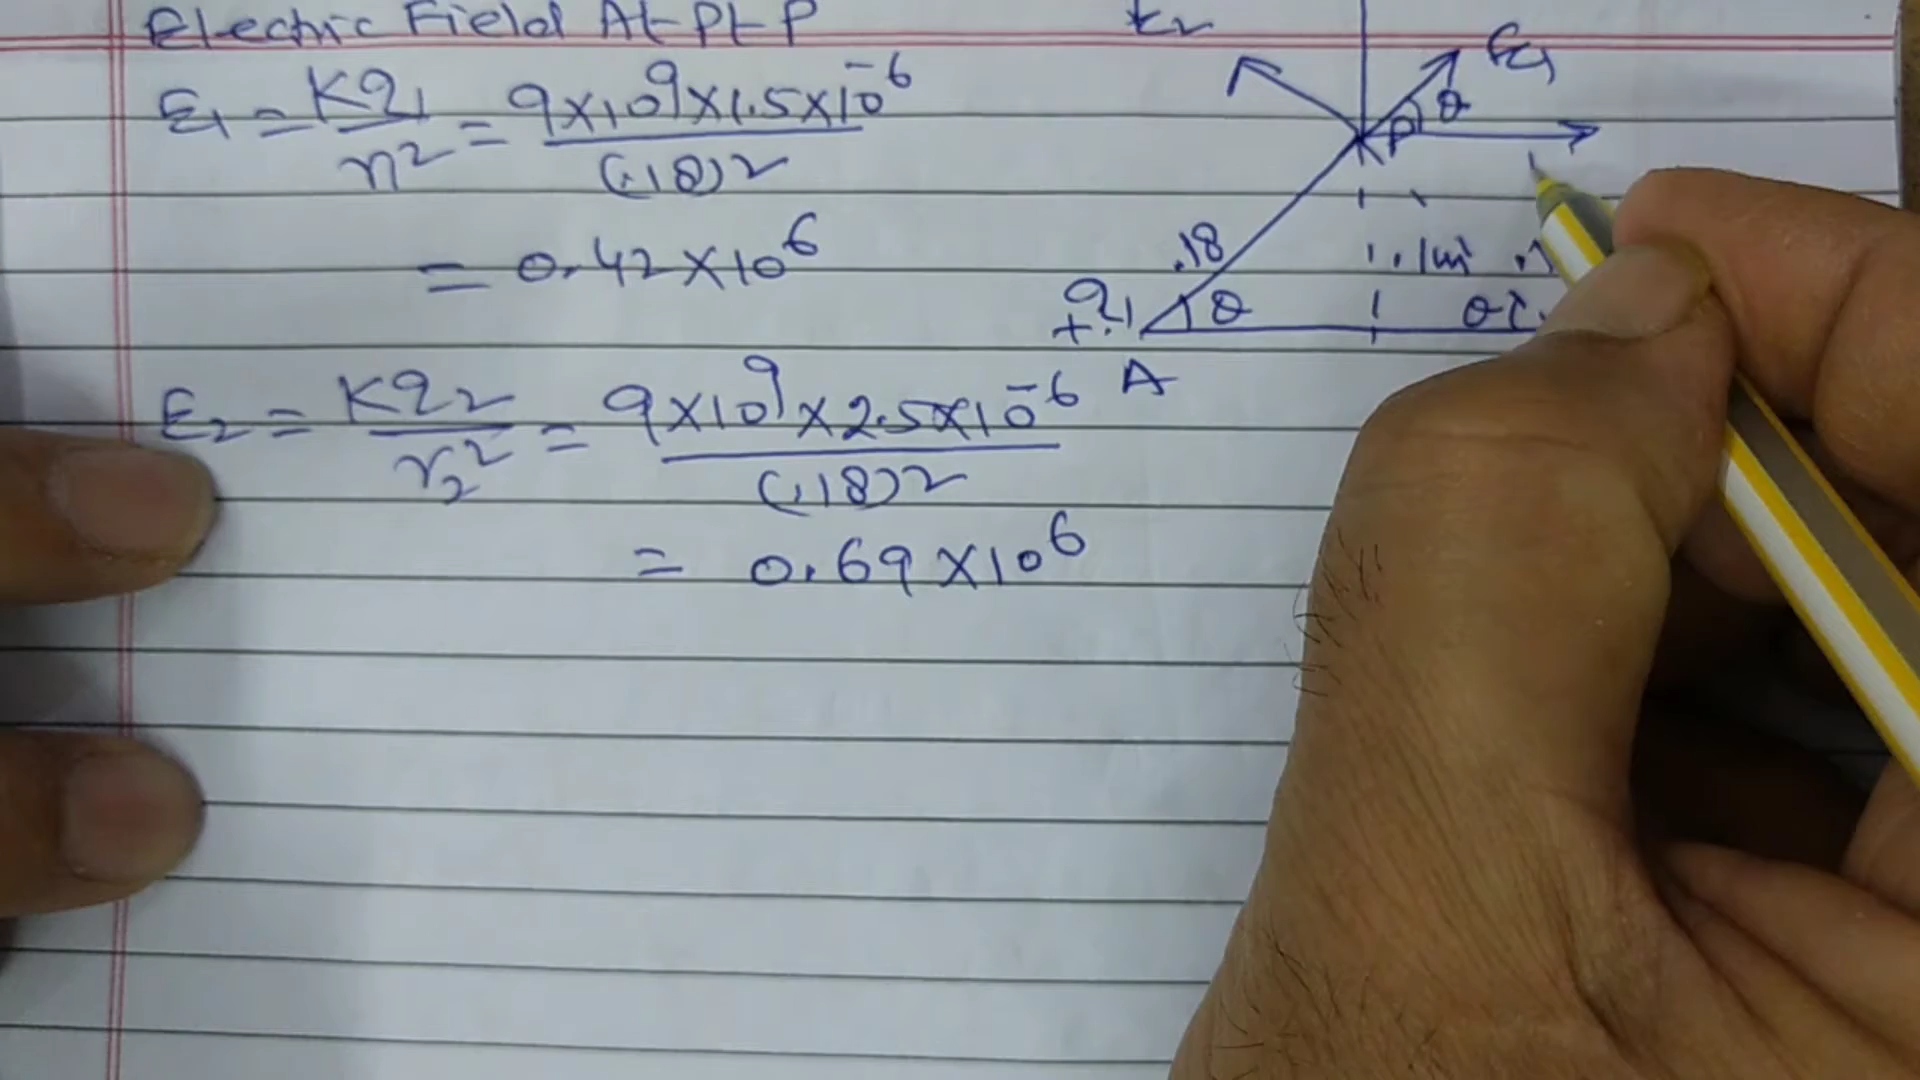 Electric Field At Pt P
E1 = Kq1 / r1² = 9×10⁹×1.5×10⁻⁶ / (.18)²
= 0.42×10⁶
E2 = Kq2 / r2² = 9×10⁹×2.5×10⁻⁶ / (.18)²
= 0.69×10⁶
E2
E1
θ
P
.18
.1m
q1
+
θ
θ
A